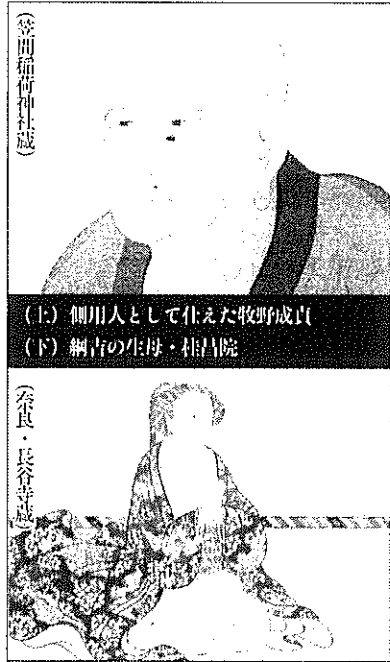 (笠間稲荷神社蔵)
(上) 側用人として仕えた牧野成貞
(下) 綱吉の生母・桂昌院
(奈良・長谷寺蔵)